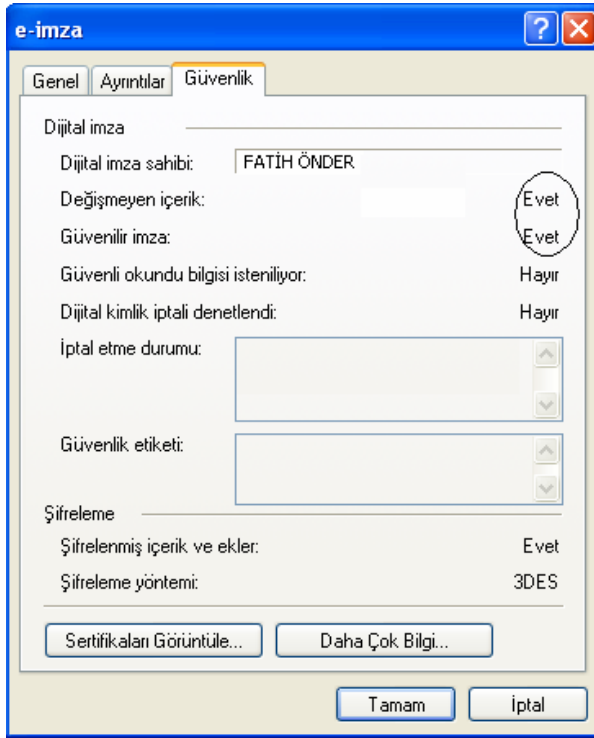 e-imza
Genel Ayrıntılar Güvenlik
Dijital imza
Dijital imza sahibi: FATİH ÖNDER
Değişmeyen içerik: Evet
Güvenilir imza: Evet
Güvenli okundu bilgisi isteniliyor: Hayır
Dijital kimlik iptali denetlendi: Hayır
İptal etme durumu:
Güvenlik etiketi:
Şifreleme
Şifrelenmiş içerik ve ekler: Evet
Şifreleme yöntemi: 3DES
Sertifikaları Görüntüle... Daha Çok Bilgi...
Tamam İptal